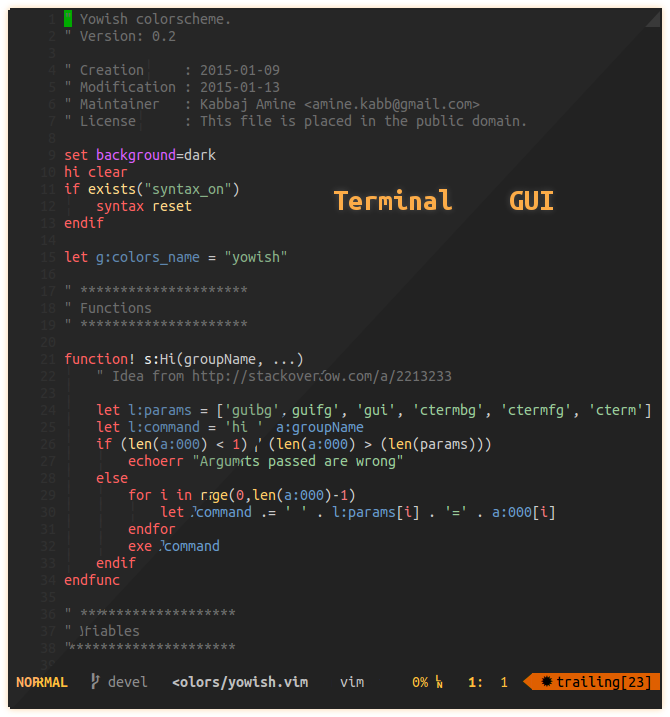 1 Yowish colorscheme.
2 " Version: 0.2
3
4 " Creation : 2015-01-09
5 " Modification : 2015-01-13
6 " Maintainer : Kabbaj Amine <amine.kabb@gmail.com>
7 " License : This file is placed in the public domain.
8
9 set background=dark
10 hi clear
11 if exists("syntax_on")
Terminal GUI
12 syntax reset
13 endif
14
15 let g:colors_name = "yowish"
16
17 " *********************
18 " Functions
19 " *********************
20
21 function! s:Hi(groupName, ...)
22 " Idea from http://stackoverow.com/a/2213233
23
24 let l:params = ['guibg', guifg', 'gui', 'ctermbg', 'ctermfg', 'cterm']
25 let l:command = 'hi ' a:groupName
26 if (len(a:000) < 1) (len(a:000) > (len(params)))
27 echoerr "Argumts passed are wrong"
28 else
29 for i in rge(0,len(a:000)-1)
30 let command .= ' ' . l:params[i] . '=' . a:000[i]
31 endfor
32 exe command
33 endif
34 endfunc
35
36 " ********************
37 " riables
38 "*********************
39
NORMAL devel <olors/yowish.vim vim 0% LN 1: 1 trailing[23]